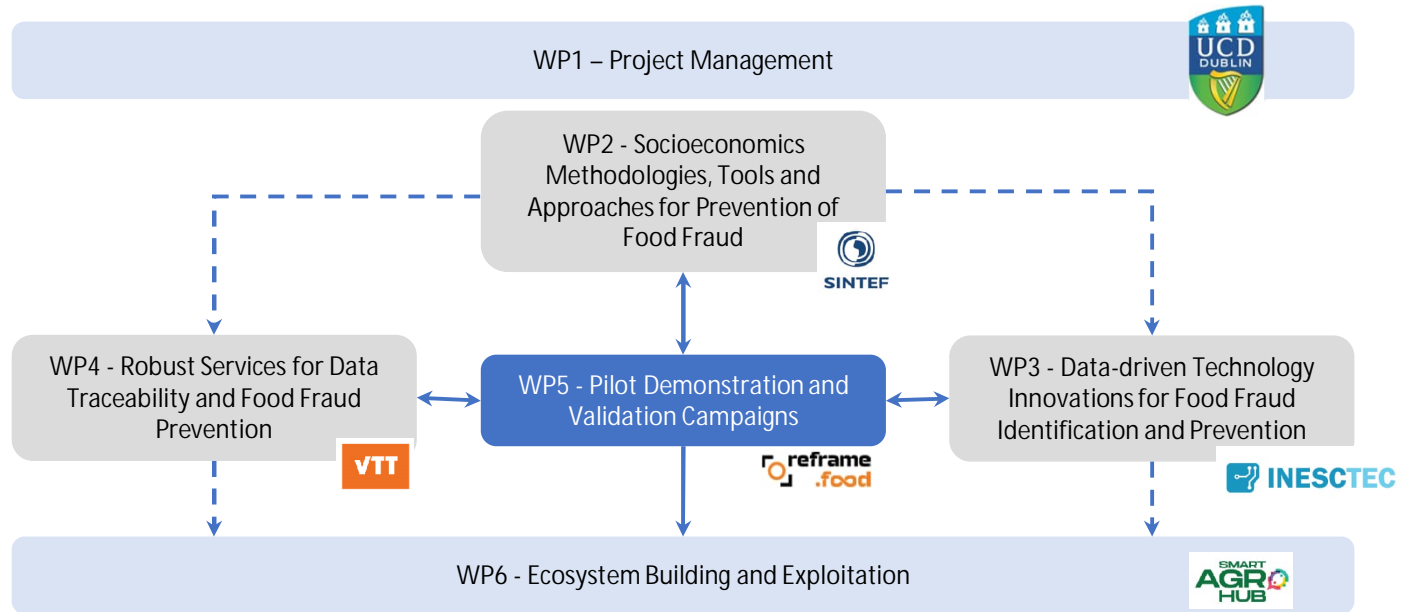 WP1 – Project Management
UCD
DUBLIN
WP2 - Socioeconomics
Methodologies, Tools and
Approaches for Prevention of
Food Fraud
SINTEF
WP4 - Robust Services for Data
Traceability and Food Fraud
Prevention
VTT
WP5 - Pilot Demonstration and
Validation Campaigns
reframe
.food
WP3 - Data-driven Technology
Innovations for Food Fraud
Identification and Prevention
INESCTEC
WP6 - Ecosystem Building and Exploitation
SMART
AGRO
HUB